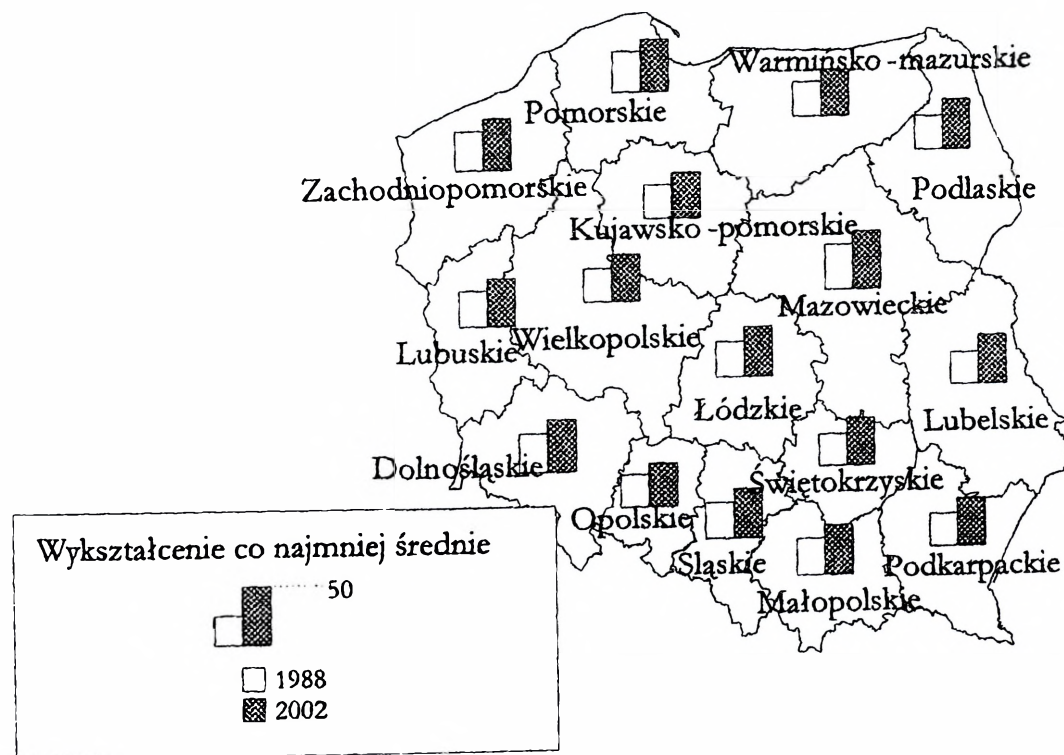 Warmińsko -mazurskie
Pomorskie
Zachodniopomorskie
Podlaskie
Kujawsko -pomorskie
Mazowieckie
Wielkopolskie
Lubuskie
Łódzkie
Lubelskie
Dolnośląskie
Świętokrzyskie
Opolskie
Śląskie
Podkarpackie
Małopolskie
Wykształcenie co najmniej średnie
50
1988
2002